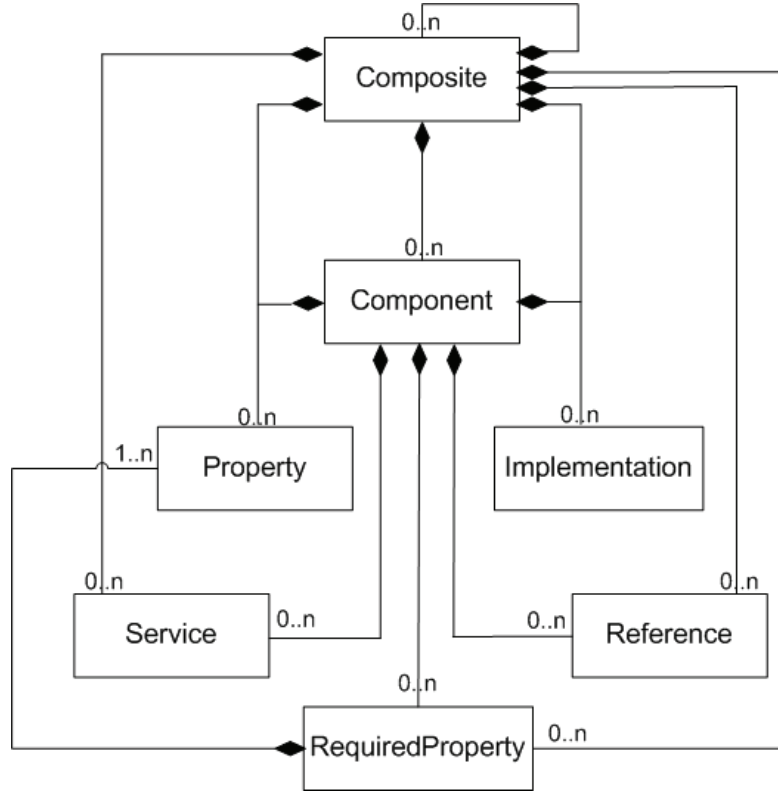 0..n
Composite
0..n
Component
0..n
0..n
1..n
Property
Implementation
0..n
0..n
Service
0..n
0..n
Reference
0..n
RequiredProperty
0..n